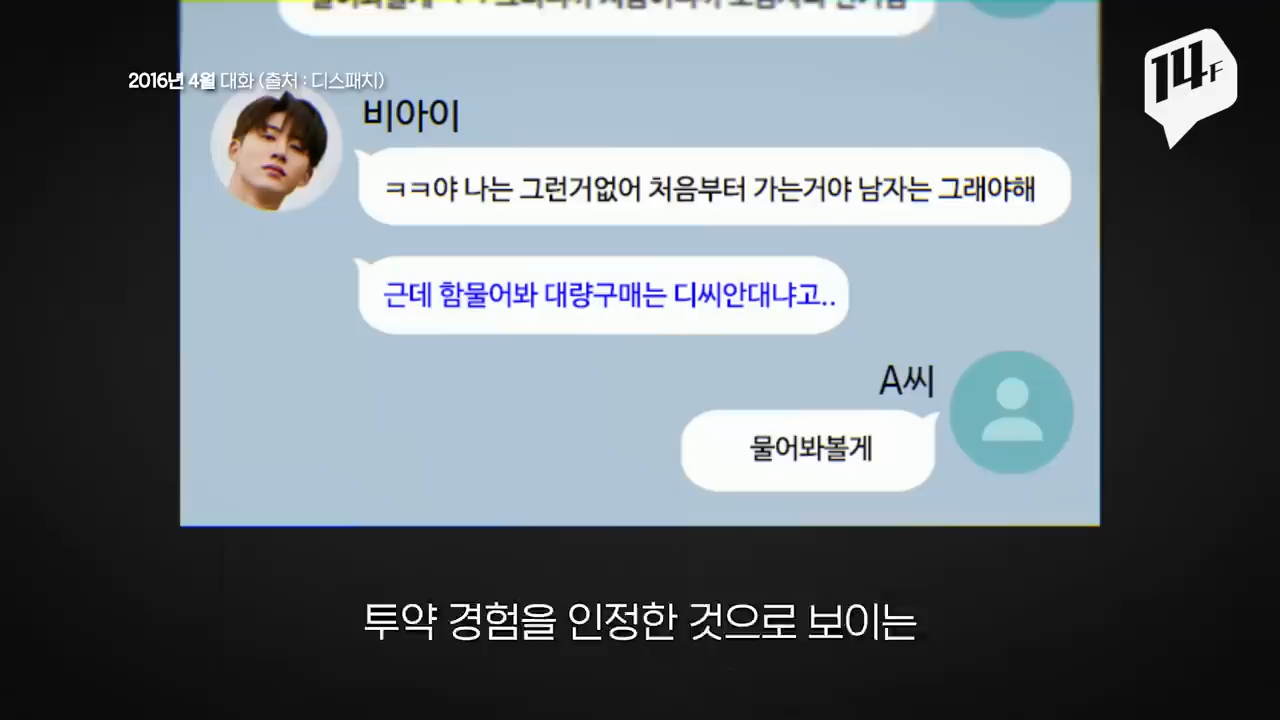 2016년 4월 대화 (출처 : 디스패치)
14F
비아이
ㅋㅋ야 나는 그런거없어 처음부터 가는거야 남자는 그래야해
근데 함물어봐 대량구매는 디씨안대냐고..
A씨
물어봐볼게
투약 경험을 인정한 것으로 보이는